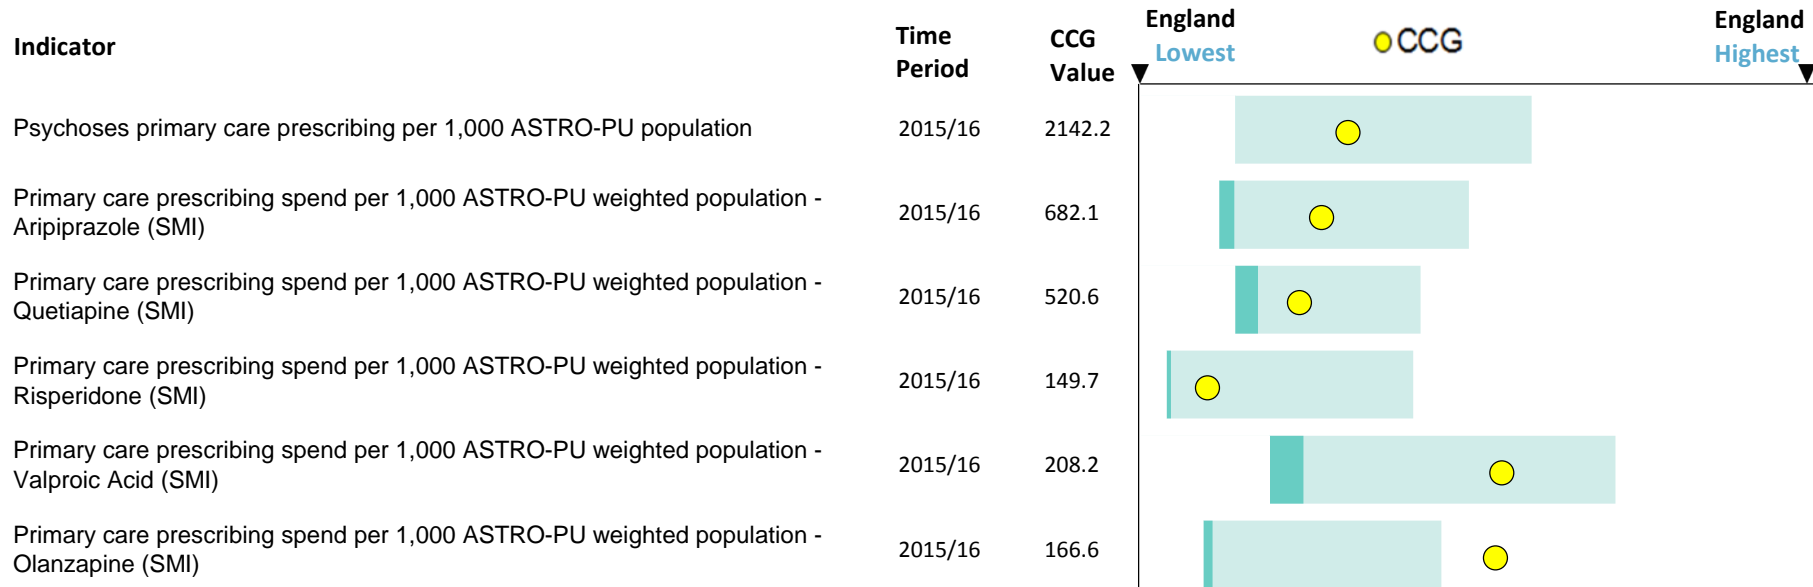 Indicator
Time
Period
CCG
Value
England
Lowest
CCG
England
Highest
Psychoses primary care prescribing per 1,000 ASTRO-PU population 2015/16 2142.2
Primary care prescribing spend per 1,000 ASTRO-PU weighted population -
Aripiprazole (SMI)
2015/16 682.1
Primary care prescribing spend per 1,000 ASTRO-PU weighted population -
Quetiapine (SMI)
2015/16 520.6
Primary care prescribing spend per 1,000 ASTRO-PU weighted population -
Risperidone (SMI)
2015/16 149.7
Primary care prescribing spend per 1,000 ASTRO-PU weighted population -
Valproic Acid (SMI)
2015/16 208.2
Primary care prescribing spend per 1,000 ASTRO-PU weighted population -
Olanzapine (SMI)
2015/16 166.6